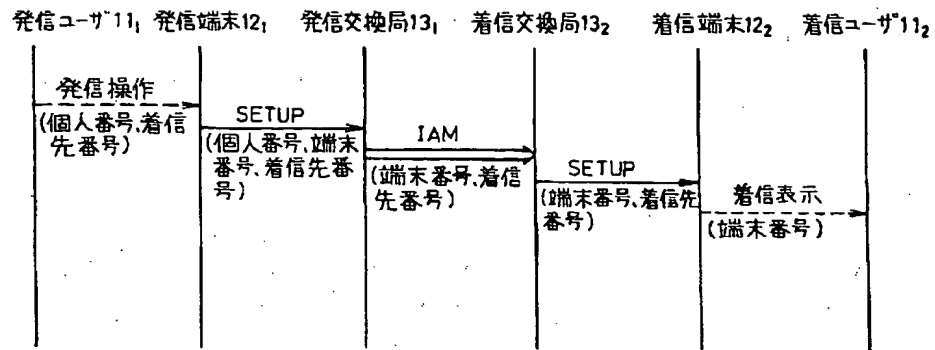 発信ユーザ11₁ 発信端末12₁ 発信交換局13₁ 着信交換局13₂ 着信端末12₂ 着信ユーザ11₂
発信操作
(個人番号、着信
先番号)
SETUP
(個人番号、端末
番号、着信先番
号)
IAM
(端末番号、着信
先番号)
SETUP
(端末番号、着信先
番号)
着信表示
(端末番号)